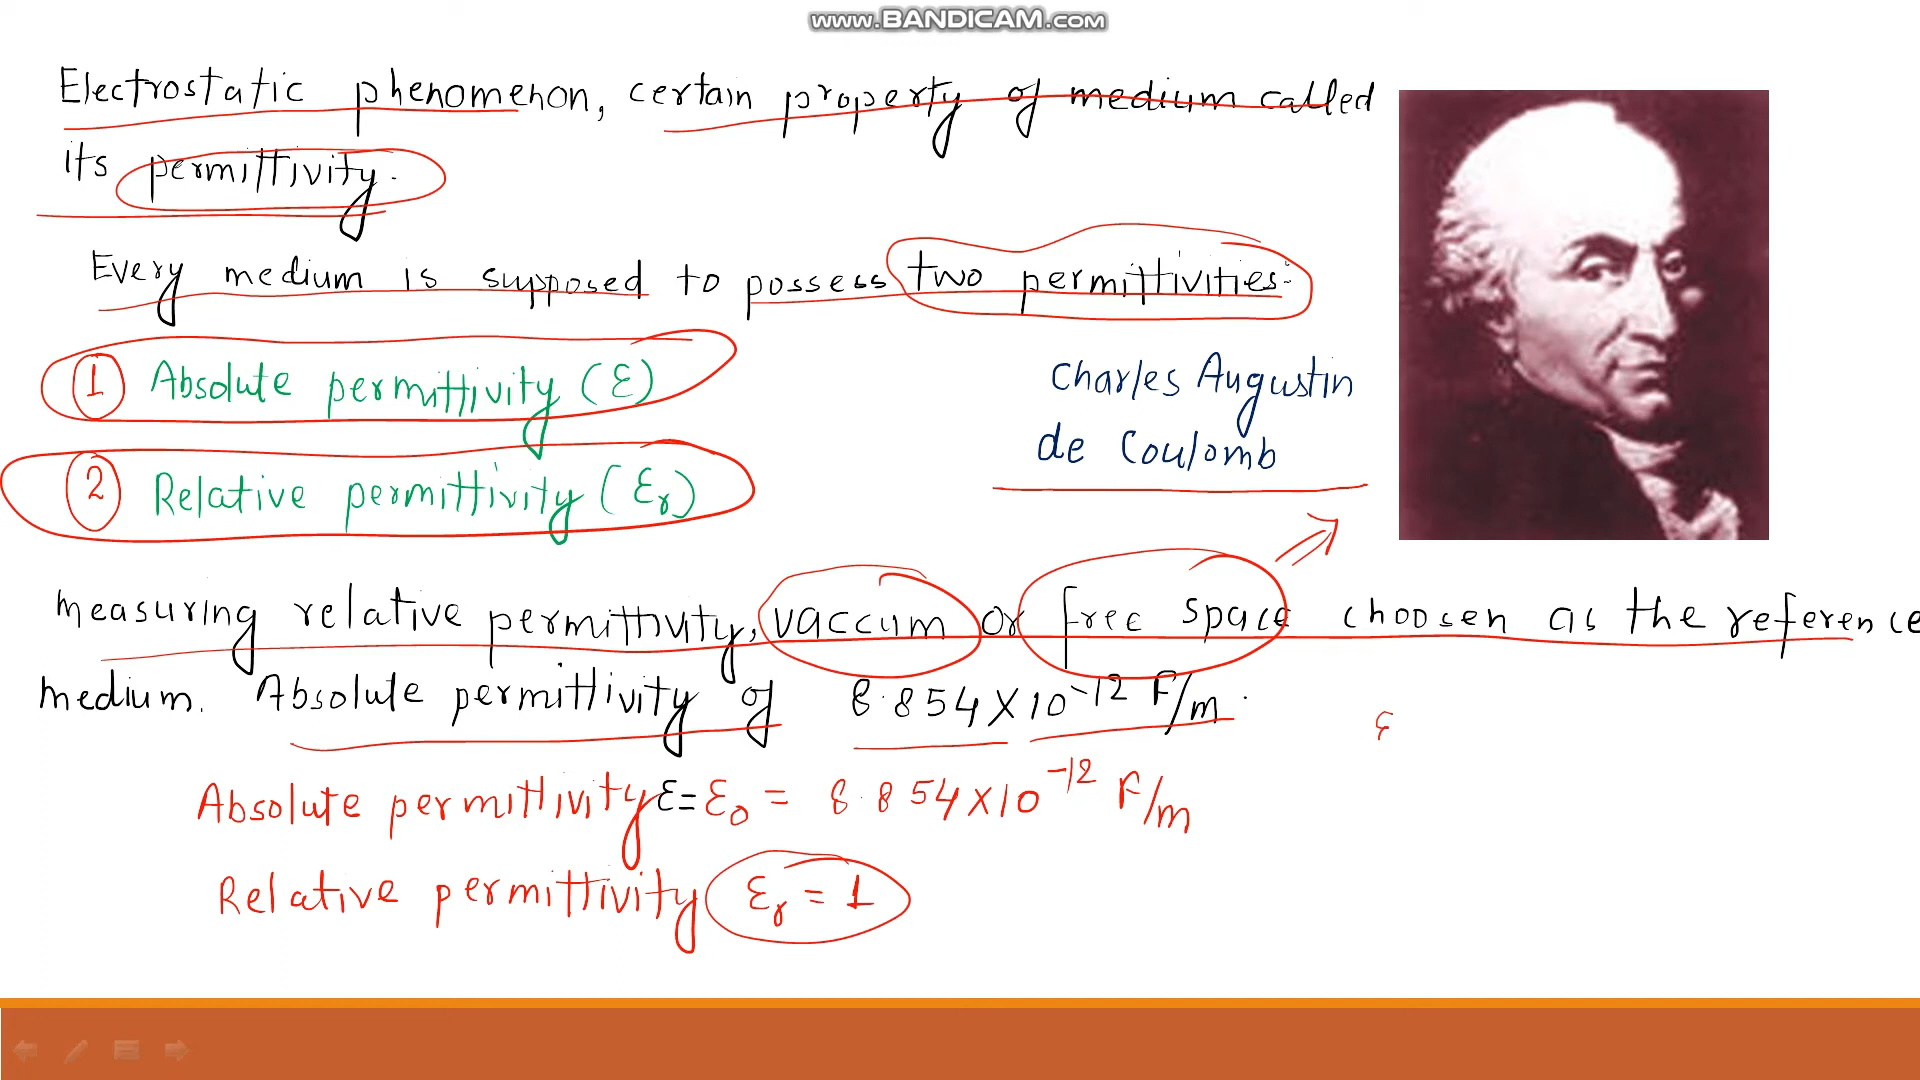 www.BANDICAM.com
Electrostatic phenomenon, certain property of medium called
its permittivity.
Every medium is supposed to possess two permittivities:
1 Absolute permittivity (ε)
2 Relative permittivity (εr)
Charles Augustin
de Coulomb
measuring relative permittivity, vaccum or free space choosen as the reference
medium. Absolute permittivity of 8.854×10⁻¹² F/m.
Absolute permittivity ε=ε₀ = 8.854×10⁻¹² F/m
Relative permittivity εr = 1